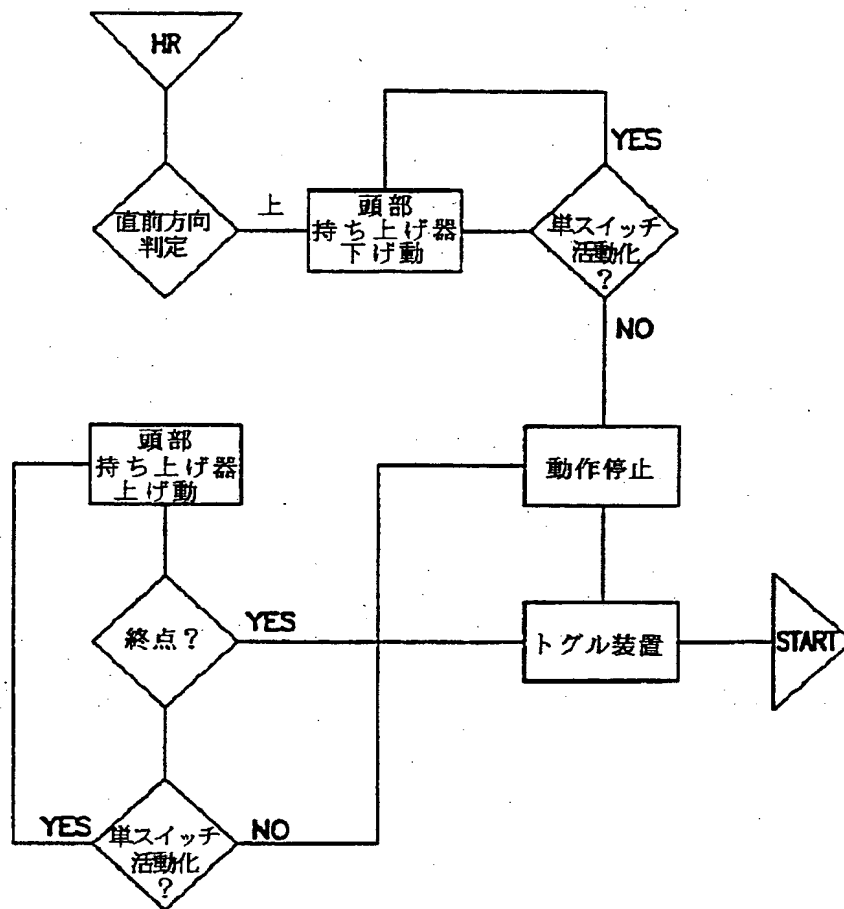 HR
直前方向
判定
上
頭部
持ち上げ器
下げ動
YES
単スイッチ
活動化
?
NO
頭部
持ち上げ器
上げ動
動作停止
終点?
YES
トグル装置
START
YES
単スイッチ
活動化
?
NO